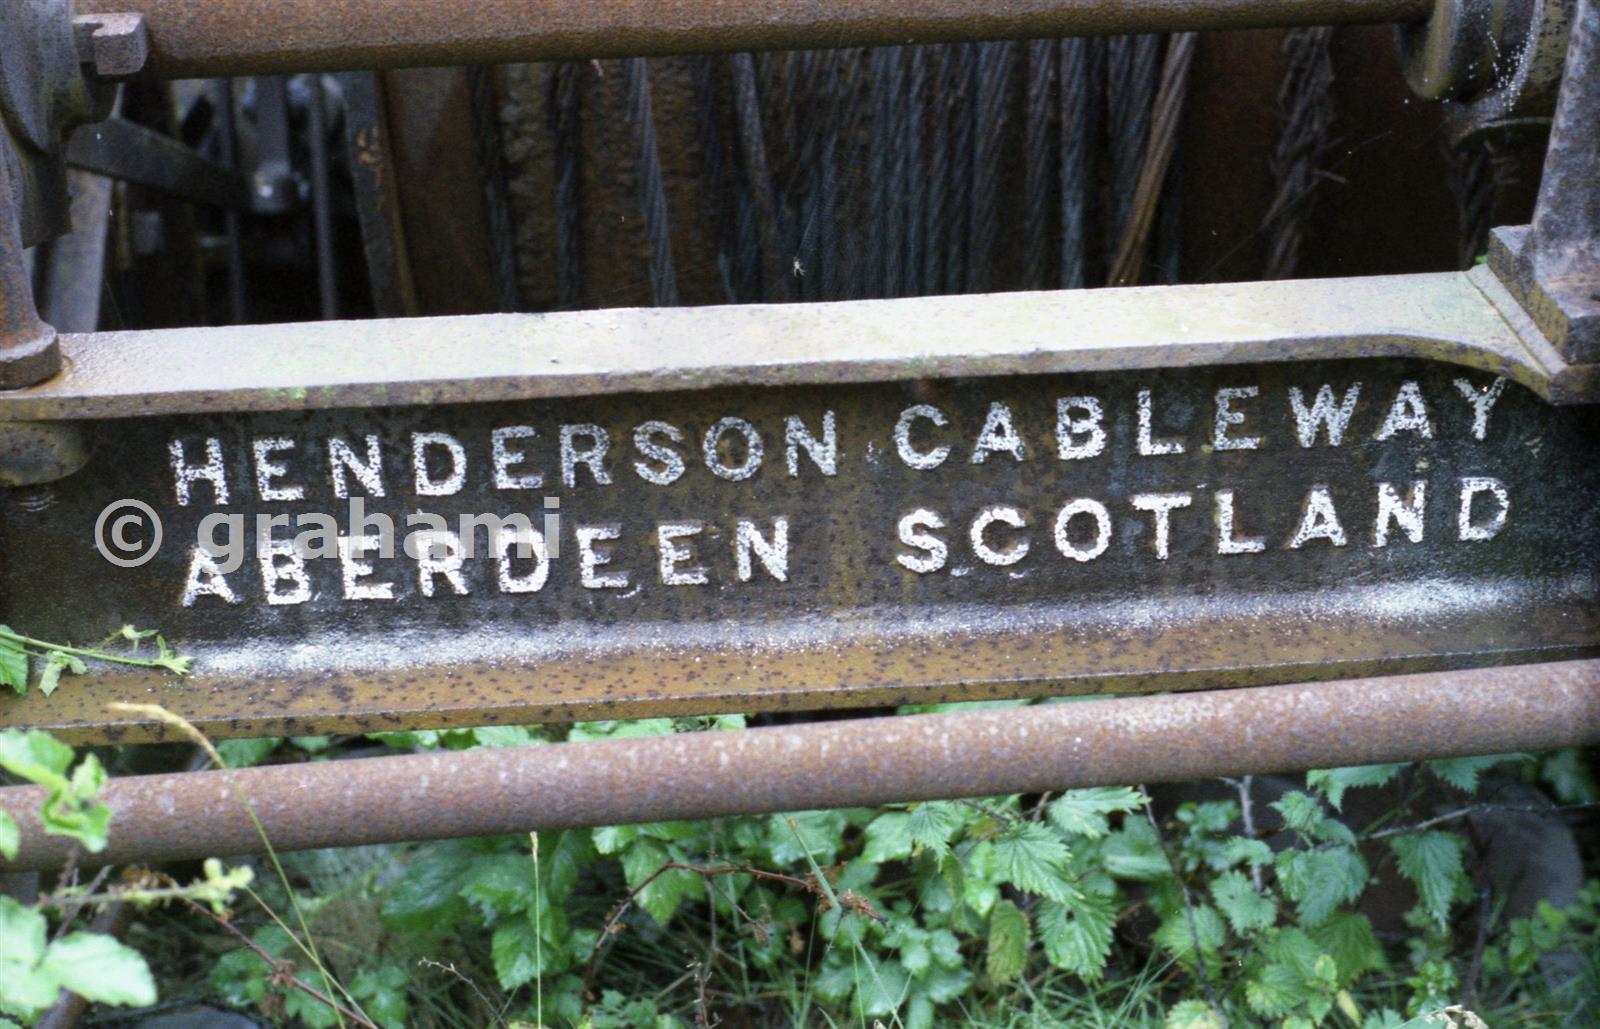 HENDERSON CABLEWAY
ABERDEEN SCOTLAND
© grahami